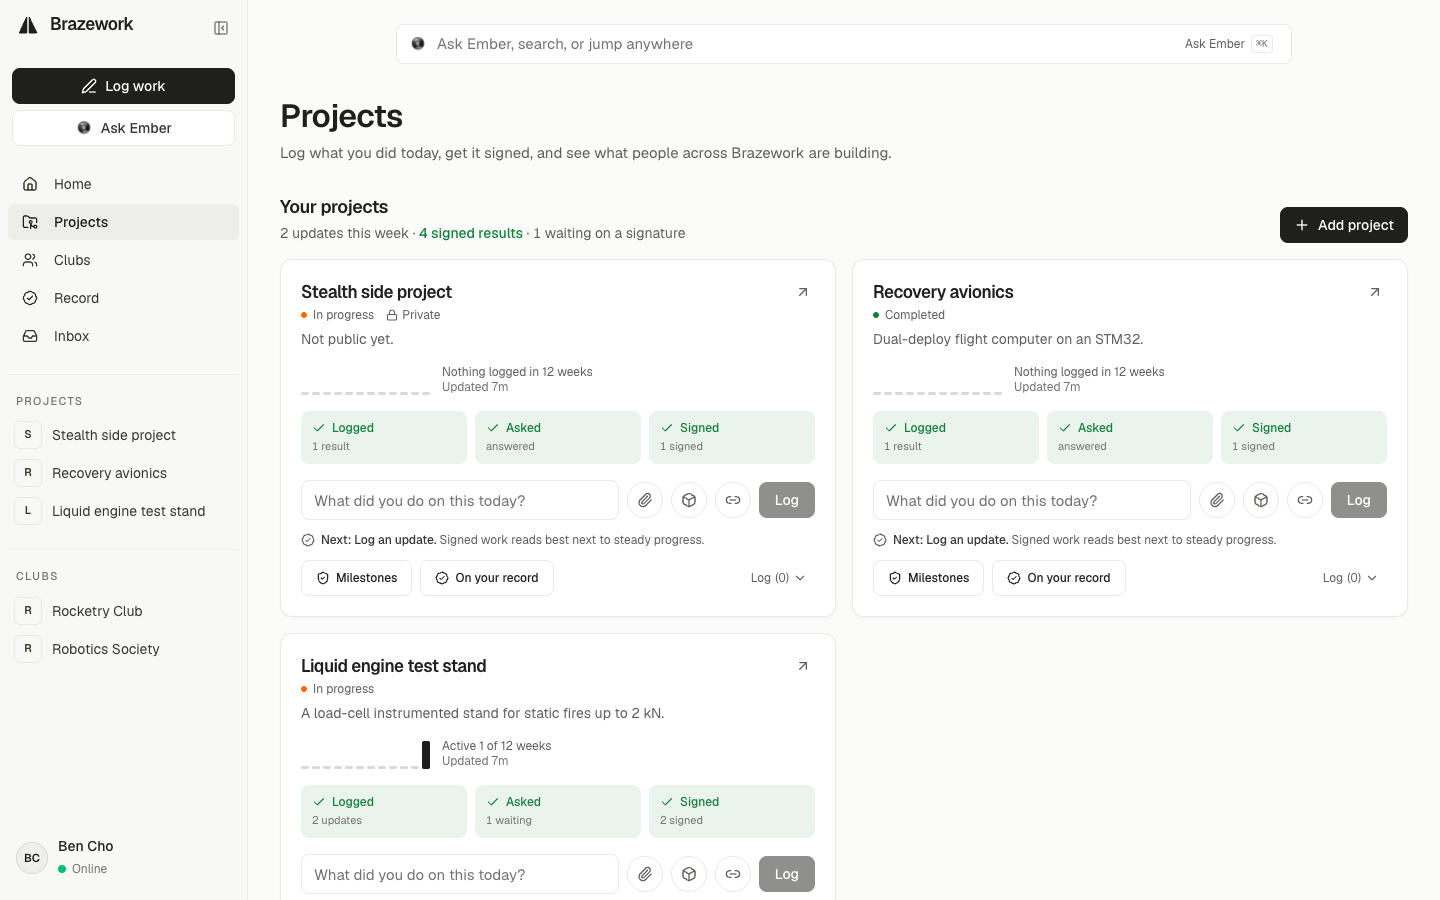 Brazework
Log work
Ask Ember
Home
Projects
Clubs
Record
Inbox
PROJECTS
S Stealth side project
R Recovery avionics
L Liquid engine test stand
CLUBS
R Rocketry Club
R Robotics Society
BC
Ben Cho
Online
Ask Ember, search, or jump anywhere
Ask Ember ⌘K
Projects
Log what you did today, get it signed, and see what people across Brazework are building.
Your projects
2 updates this week · 4 signed results · 1 waiting on a signature
Add project
Stealth side project
In progress Private
Not public yet.
Nothing logged in 12 weeks
Updated 7m
Logged
1 result
Asked
answered
Signed
1 signed
What did you do on this today?
Log
Next: Log an update. Signed work reads best next to steady progress.
Milestones
On your record
Log (0)
Recovery avionics
Completed
Dual-deploy flight computer on an STM32.
Nothing logged in 12 weeks
Updated 7m
Logged
1 result
Asked
answered
Signed
1 signed
What did you do on this today?
Log
Next: Log an update. Signed work reads best next to steady progress.
Milestones
On your record
Log (0)
Liquid engine test stand
In progress
A load-cell instrumented stand for static fires up to 2 kN.
Active 1 of 12 weeks
Updated 7m
Logged
2 updates
Asked
1 waiting
Signed
2 signed
What did you do on this today?
Log